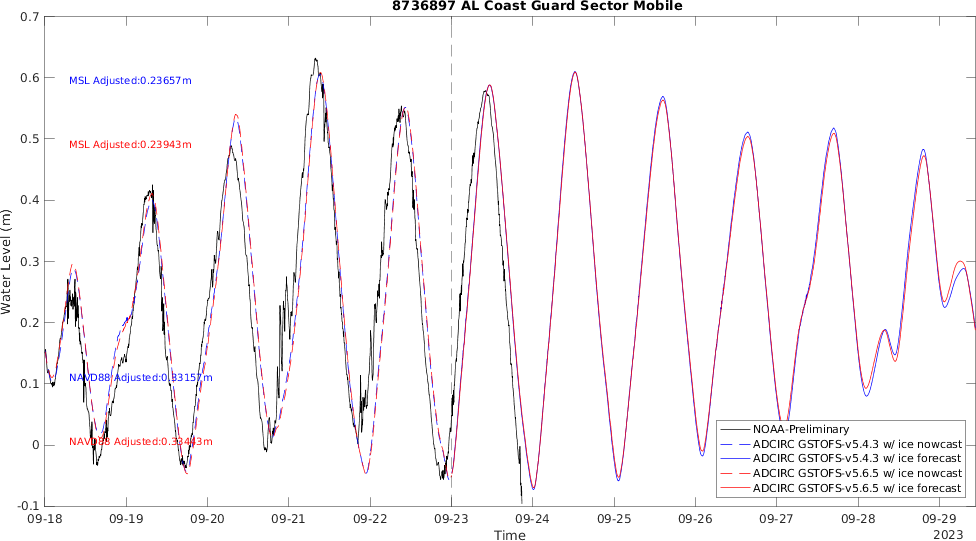 8736897 AL Coast Guard Sector Mobile
0.7
0.6
0.5
0.4
0.3
0.2
0.1
0
-0.1
Water Level (m)
MSL Adjusted:0.23657m
MSL Adjusted:0.23943m
NAVD88 Adjusted:0.33157m
NAVD88 Adjusted:0.33443m
NOAA-Preliminary
ADCIRC GSTOFS-v5.4.3 w/ ice nowcast
ADCIRC GSTOFS-v5.4.3 w/ ice forecast
ADCIRC GSTOFS-v5.6.5 w/ ice nowcast
ADCIRC GSTOFS-v5.6.5 w/ ice forecast
09-18 09-19 09-20 09-21 09-22 09-23 09-24 09-25 09-26 09-27 09-28 09-29
Time
2023